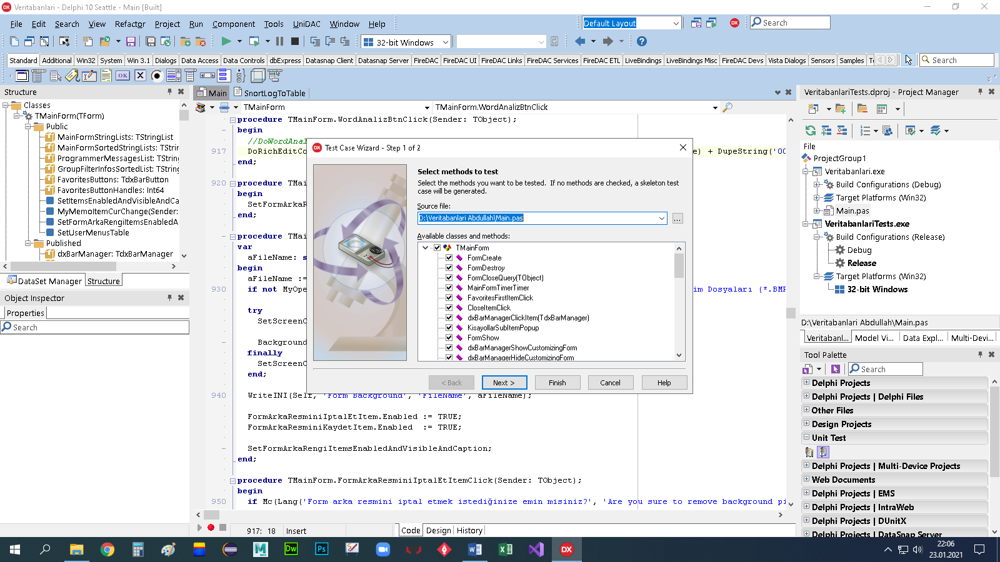 Veritabanlari - Delphi 10 Seattle - Main [Built]
File Edit Search View Refactor Project Run Component Tools UniDAC Window Help
Default Layout
Search
32-bit Windows
Standard Additional Win32 System Win 3.1 Dialogs Data Access Data Controls dbExpress Datasnap Client Datasnap Server FireDAC FireDAC UI FireDAC Links FireDAC Services FireDAC ETL LiveBindings LiveBindings Misc FireDAC Devs Vista Dialogs Sensors Samples
Search
Structure
Classes
TMainForm(TForm)
Public
MainFormStringLists: TStringList
MainFormSortedStringLists: TStrin
ProgrammerMessagesList: TString
GroupFilterInfosSortedList: TString
FavoritesButtons: TdxBarButton
FavoritesButtonHandles: Int64
SetItemsEnabledAndVisibleAndCa
MyMemoItemCurChange(Sender:
SetFormArkaRengiItemsEnabledA
SetUserMenusTable
Published
dxBarManager: TdxBarManager
DataSet Manager Structure
Object Inspector
Properties
Search
Main SnortLogToTable
TMainForm TMainForm.WordAnalizBtnClick
procedure TMainForm.WordAnalizBtnClick(Sender: TObject);
begin
//DoWordAnal
917 DoRichEditCo e) + DupeString('OO
end;
920 procedure TMa
begin
SetFormArkaR
end;
procedure TMa
var
aFileName: s
begin
aFileName :=
930 if not MyOpe im Dosyaları (*.BMP
try
SetScreenC
Background
finally
SetScreenC
end;
940 WriteINI(Self, 'Form Background', 'FileName', aFileName);
FormArkaResminiIptalEtItem.Enabled := TRUE;
FormArkaResminiKaydetItem.Enabled := TRUE;
SetFormArkaRengiItemsEnabledAndVisibleAndCaption;
end;
procedure TMainForm.FormArkaResminiIptalEtItemClick(Sender: TObject);
begin
950 if Mc(Lang('Form arka resmini iptal etmek istediğinize emin misiniz?', 'Are you sure to remove background pi
917: 18 Insert
Code Design History
Test Case Wizard - Step 1 of 2
Select methods to test
Select the methods you want to be tested. If no methods are checked, a skeleton test
case will be generated.
Source file:
D:\Veritabanlari Abdullah\Main.pas
...
Available classes and methods:
TMainForm
FormCreate
FormDestroy
FormCloseQuery(TObject)
MainFormTimerTimer
FavoritesFirstItemClick
CloseItemClick
dxBarManagerClickItem(TdxBarManager)
KisayollarSubItemPopup
FormShow
dxBarManagerShowCustomizingForm
dxBarManagerHideCustomizingForm
< Back Next > Finish Cancel Help
VeritabanlariTests.dproj - Project Manager
File
ProjectGroup1
Veritabanlari.exe
Build Configurations (Debug)
Target Platforms (Win32)
Main.pas
VeritabanlariTests.exe
Build Configurations (Release)
Debug
Release
Target Platforms (Win32)
32-bit Windows
D:\Veritabanlari Abdullah\Main.pas
Veritabanl... Model Vi... Data Expl... Multi-Devi...
Tool Palette
Search
Delphi Projects
Delphi Projects | Delphi Files
Other Files
Design Projects
Unit Test
Delphi Projects | Multi-Device Projects
Web Documents
Delphi Projects | EMS
Delphi Projects | IntraWeb
Delphi Projects | DUnitX
Delphi Projects | DataSnap Server
22:06
23.01.2021